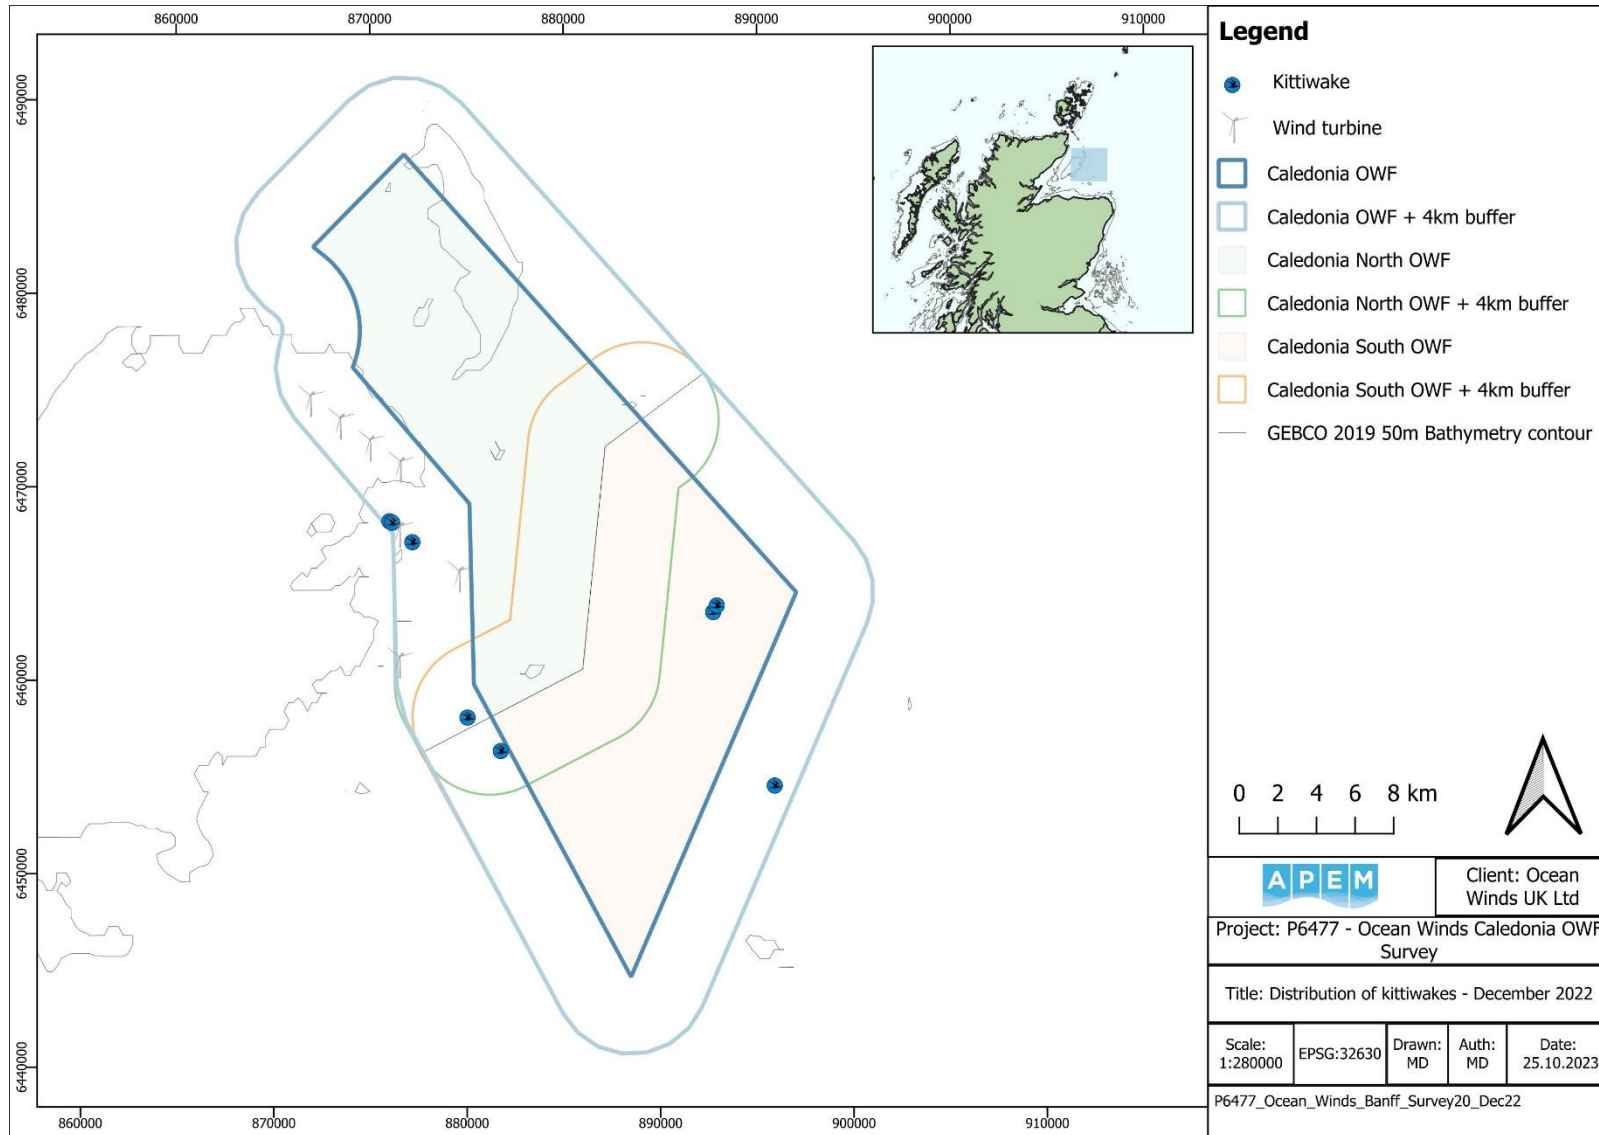 860000 870000 880000 890000 900000 910000
6490000
6480000
6470000
6460000
6450000
6440000
860000 870000 880000 890000 900000 910000
Legend
Kittiwake
Wind turbine
Caledonia OWF
Caledonia OWF + 4km buffer
Caledonia North OWF
Caledonia North OWF + 4km buffer
Caledonia South OWF
Caledonia South OWF + 4km buffer
GEBCO 2019 50m Bathymetry contour
0 2 4 6 8 km
APEM
Client: Ocean
Winds UK Ltd
Project: P6477 - Ocean Winds Caledonia OWF
Survey
Title: Distribution of kittiwakes - December 2022
Scale:
1:280000
EPSG:32630
Drawn:
MD
Auth:
MD
Date:
25.10.2023
P6477_Ocean_Winds_Banff_Survey20_Dec22